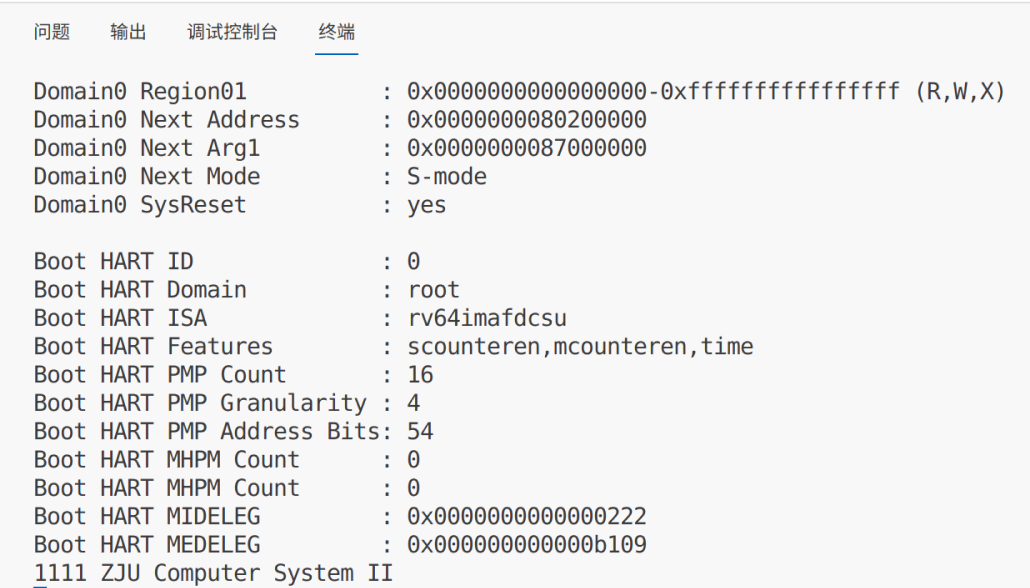 问题 输出 调试控制台 终端
Domain0 Region01          : 0x0000000000000000-0xffffffffffffffff (R,W,X)
Domain0 Next Address      : 0x0000000080200000
Domain0 Next Arg1         : 0x0000000087000000
Domain0 Next Mode         : S-mode
Domain0 SysReset          : yes

Boot HART ID              : 0
Boot HART Domain          : root
Boot HART ISA             : rv64imafdcsu
Boot HART Features        : scounteren,mcounteren,time
Boot HART PMP Count       : 16
Boot HART PMP Granularity : 4
Boot HART PMP Address Bits: 54
Boot HART MHPM Count      : 0
Boot HART MHPM Count      : 0
Boot HART MIDELEG         : 0x0000000000000222
Boot HART MEDELEG         : 0x000000000000b109
1111 ZJU Computer System II